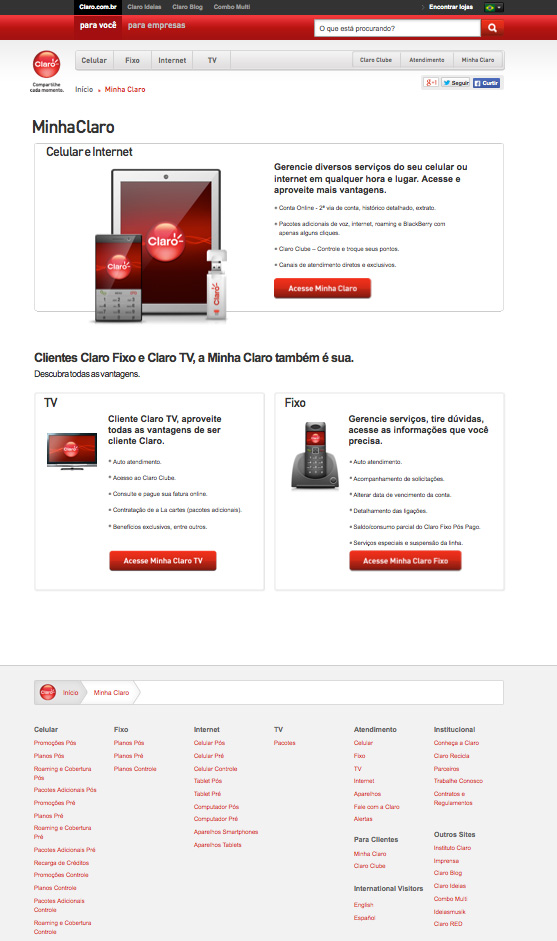 Claro.com.br Claro Ideias Claro Blog Combo Multi Encontrar lojas
para você para empresas
O que está procurando?
Claro
Compartilhe
cada momento.
Celular Fixo Internet TV Claro Clube Atendimento Minha Claro
Início Minha Claro
Seguir Curtir
MinhaClaro
Celular e Internet
Gerencie diversos serviços do seu celular ou
internet em qualquer hora e lugar. Acesse e
aproveite mais vantagens.
• Conta Online - 2ª via de conta, histórico detalhado, extrato.
• Pacotes adicionais de voz, internet, roaming e BlackBerry com
apenas alguns cliques.
• Claro Clube – Controle e troque seus pontos.
• Canais de atendimento diretos e exclusivos.
Acesse Minha Claro
Claro
Claro
Claro
Clientes Claro Fixo e Claro TV, a Minha Claro também é sua.
Descubra todas as vantagens.
TV
Cliente Claro TV, aproveite
todas as vantagens de ser
cliente Claro.
• Auto atendimento.
• Acesso ao Claro Clube.
• Consulte e pague sua fatura online.
• Contratação de a La cartes (pacotes adicionais).
• Benefícios exclusivos, entre outros.
Acesse Minha Claro TV
Fixo
Gerencie serviços, tire dúvidas,
acesse as informações que você
precisa.
• Auto atendimento.
• Acompanhamento de solicitações.
• Alterar data de vencimento da conta.
• Detalhamento das ligações.
• Saldo/consumo parcial do Claro Fixo Pós Pago.
• Serviços especiais e suspensão da linha.
Acesse Minha Claro Fixo
Claro Início Minha Claro
Celular
Promoções Pós
Planos Pós
Roaming e Cobertura
Pós
Pacotes Adicionais Pós
Promoções Pré
Planos Pré
Roaming e Cobertura
Pré
Pacotes Adicionais Pré
Recarga de Créditos
Promoções Controle
Planos Controle
Pacotes Adicionais
Controle
Roaming e Cobertura
Controle
Fixo
Planos Pós
Planos Pré
Planos Controle
Internet
Celular Pós
Celular Pré
Celular Controle
Tablet Pós
Tablet Pré
Computador Pós
Computador Pré
Aparelhos Smartphones
Aparelhos Tablets
TV
Pacotes
Atendimento
Celular
Fixo
TV
Internet
Aparelhos
Fale com a Claro
Alertas
Para Clientes
Minha Claro
Claro Clube
International Visitors
English
Español
Institucional
Conheça a Claro
Claro Recicla
Parceiros
Trabalhe Conosco
Contratos e
Regulamentos
Outros Sites
Instituto Claro
Imprensa
Claro Blog
Claro Ideias
Combo Multi
Ideiasmusik
Claro RED